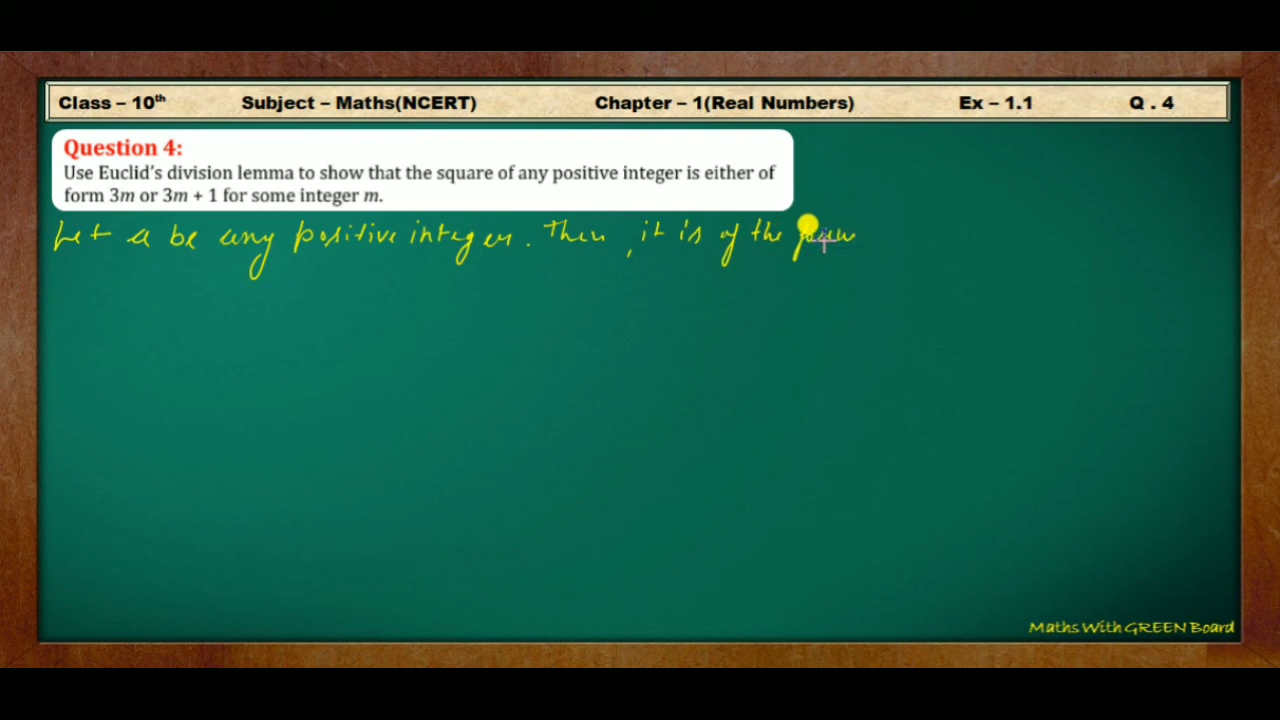 Class – 10th Subject – Maths(NCERT) Chapter – 1(Real Numbers) Ex – 1.1 Q . 4
Question 4:
Use Euclid's division lemma to show that the square of any positive integer is either of
form 3m or 3m + 1 for some integer m.
Let a be any positive integer. Then, it is of the form
Maths With GREEN Board